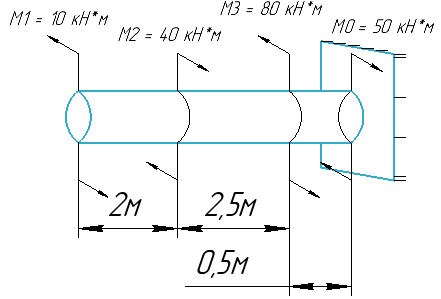 M1 = 10 кН*м
M2 = 40 кН*м
M3 = 80 кН*м
M0 = 50 кН*м
2м
2,5м
0,5м